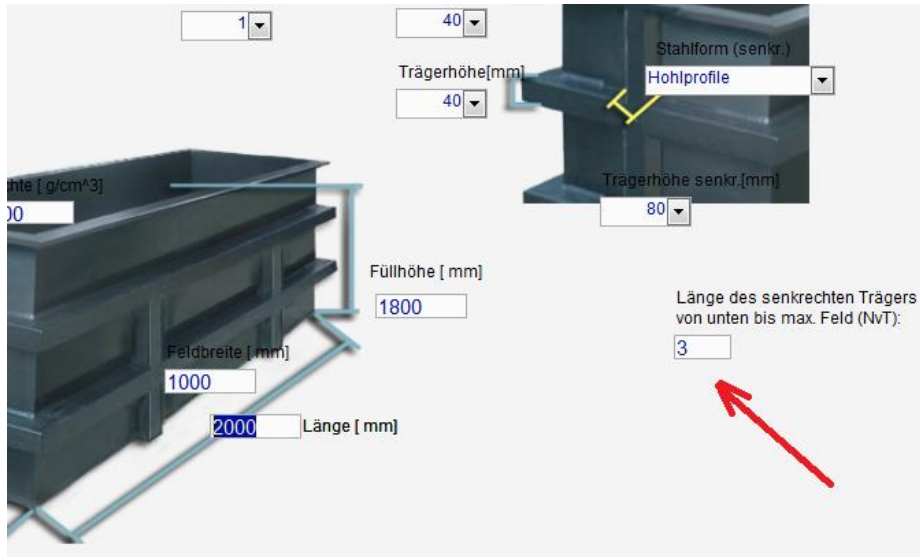 1
40
Stahlform (senkr.)
Trägerhöhe[mm]
Hohlprofile
40
[ g/cm^3]
Trägerhöhe senkr.[mm]
80
Füllhöhe [ mm]
1800
Länge des senkrechten Trägers
von unten bis max. Feld (NvT):
3
Feldbreite [ mm]
1000
2000 Länge [ mm]